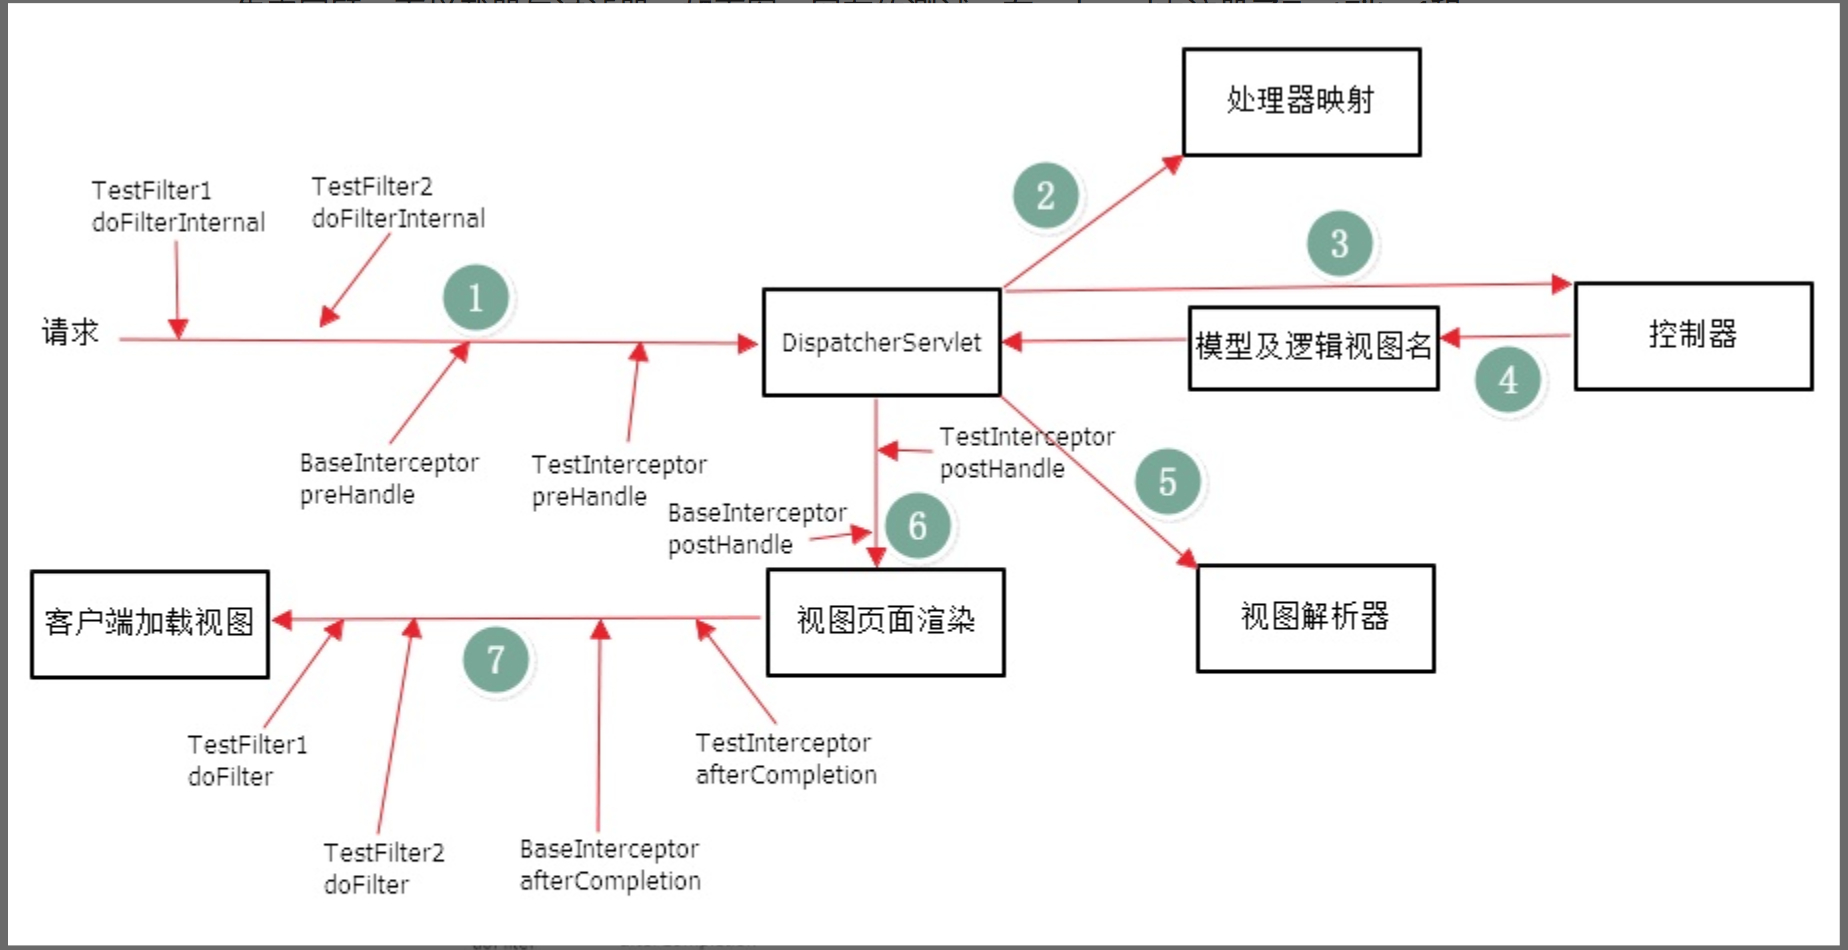 处理器映射
TestFilter1
doFilterInternal
TestFilter2
doFilterInternal
2
3
1
请求
DispatcherServlet
模型及逻辑视图名
控制器
4
BaseInterceptor
preHandle
TestInterceptor
preHandle
TestInterceptor
postHandle
5
BaseInterceptor
postHandle
6
客户端加载视图
视图页面渲染
视图解析器
7
TestFilter1
doFilter
TestInterceptor
afterCompletion
TestFilter2
doFilter
BaseInterceptor
afterCompletion